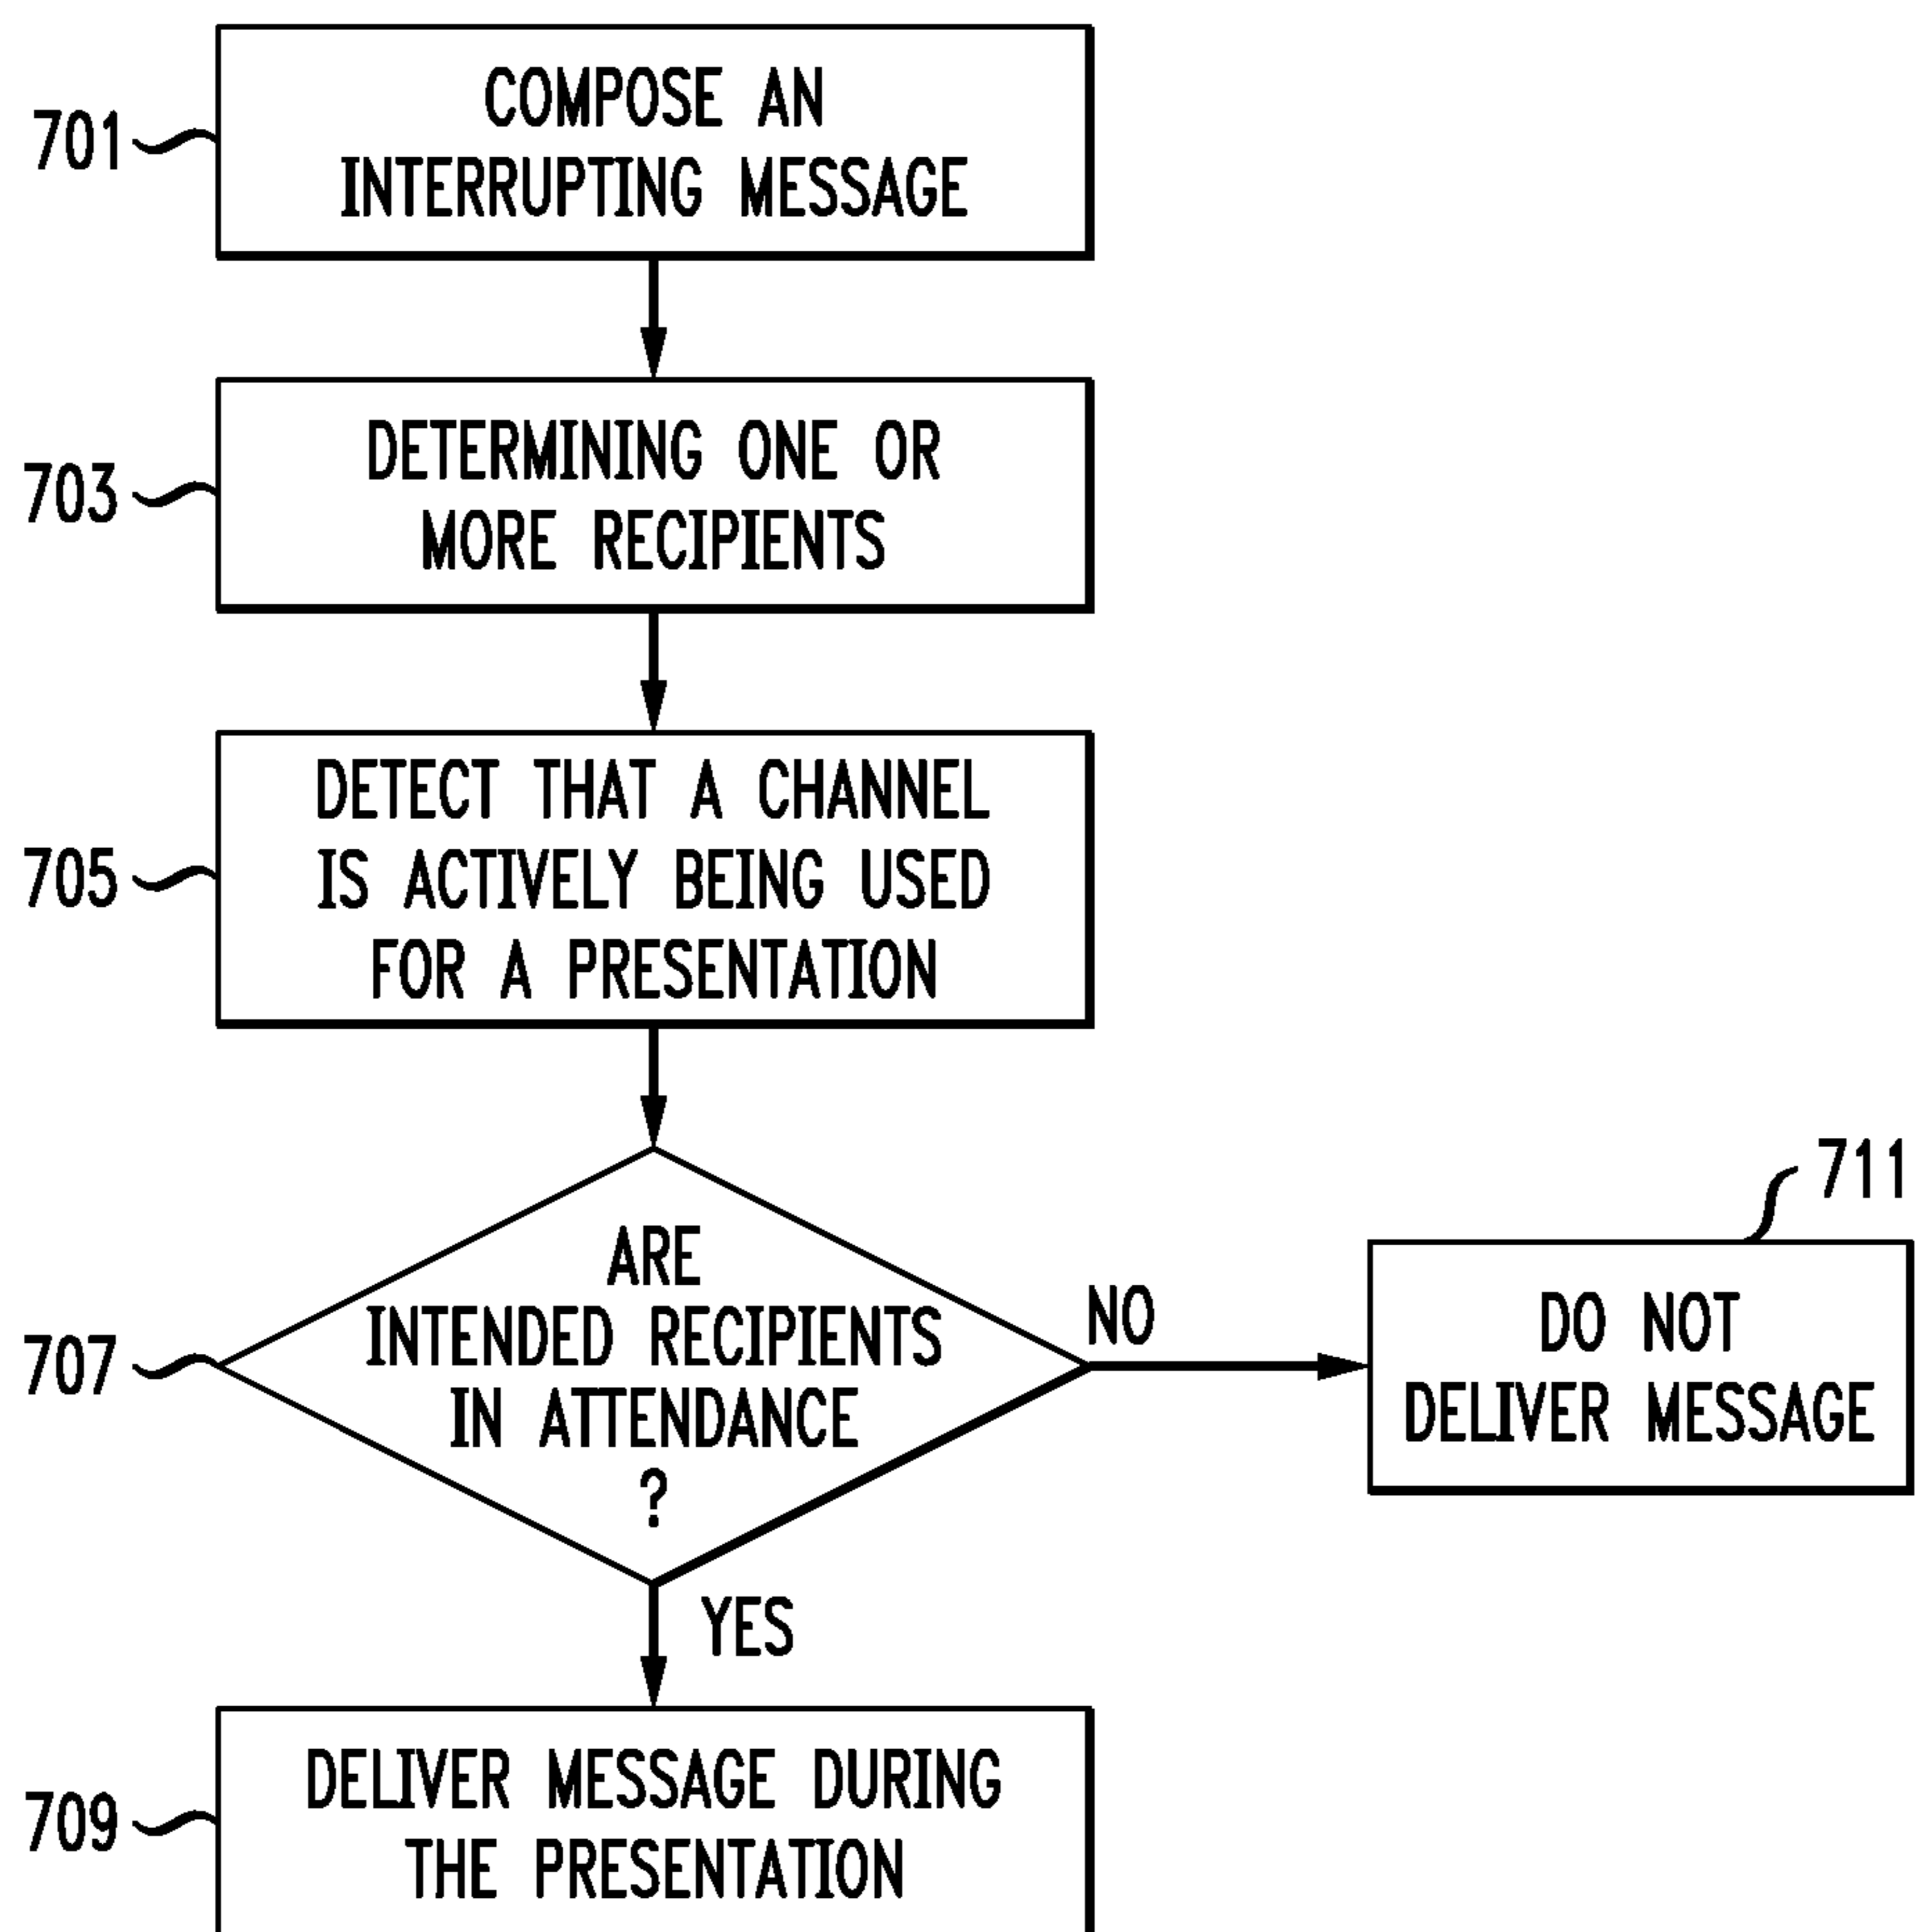 701
COMPOSE AN
INTERRUPTING MESSAGE
703
DETERMINING ONE OR
MORE RECIPIENTS
705
DETECT THAT A CHANNEL
IS ACTIVELY BEING USED
FOR A PRESENTATION
707
ARE
INTENDED RECIPIENTS
IN ATTENDANCE
?
NO
711
DO NOT
DELIVER MESSAGE
YES
709
DELIVER MESSAGE DURING
THE PRESENTATION